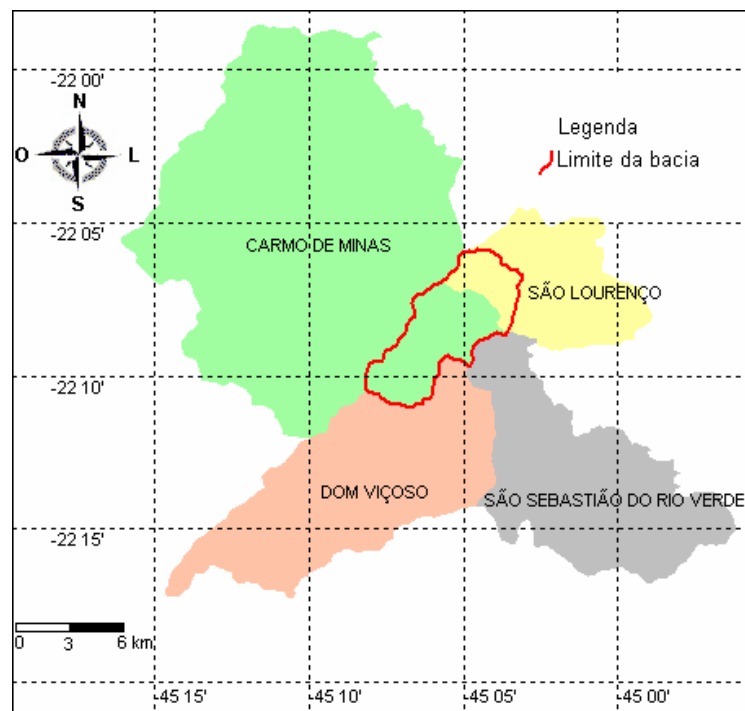 -22 00'
N
O
L
S
Legenda
Limite da bacia
-22 05'
CARMO DE MINAS
SÃO LOURENÇO
-22 10'
DOM VIÇOSO
SÃO SEBASTIÃO DO RIO VERDE
-22 15'
0 3 6 km
-45 15' -45 10' -45 05' -45 00'